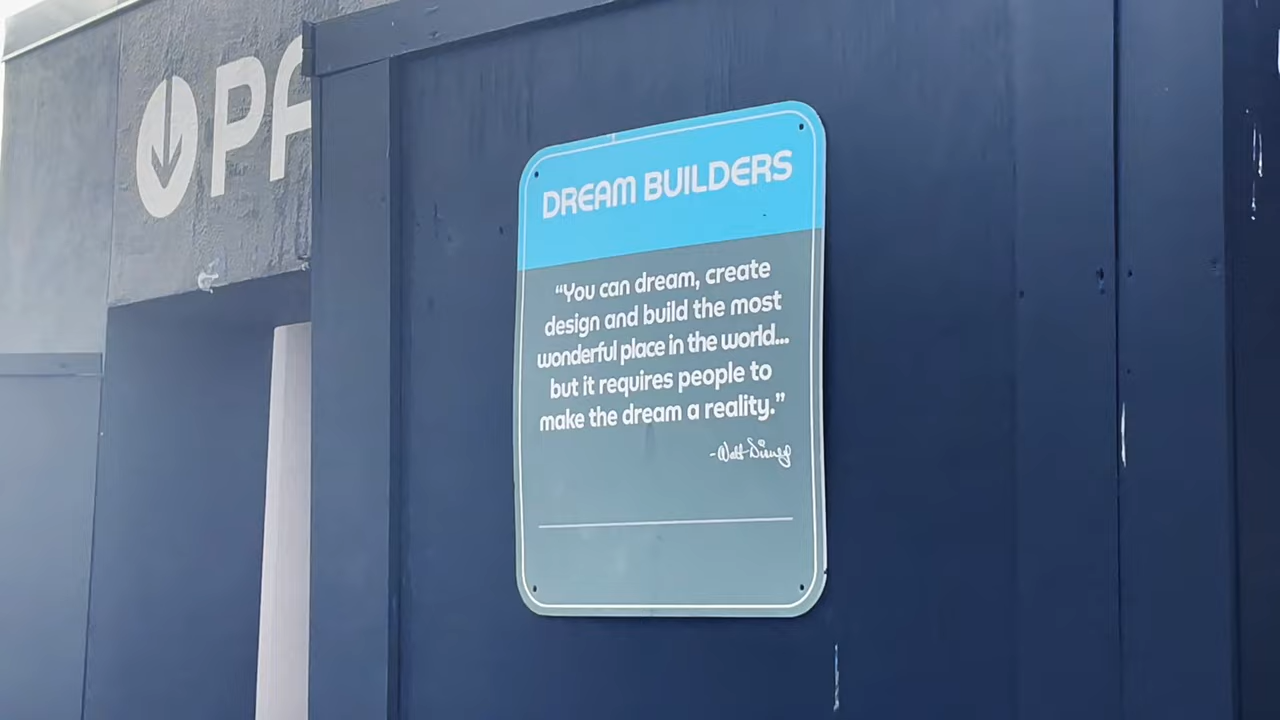 PA
DREAM BUILDERS
“You can dream, create
design and build the most
wonderful place in the world...
but it requires people to
make the dream a reality.”
-Walt Disney